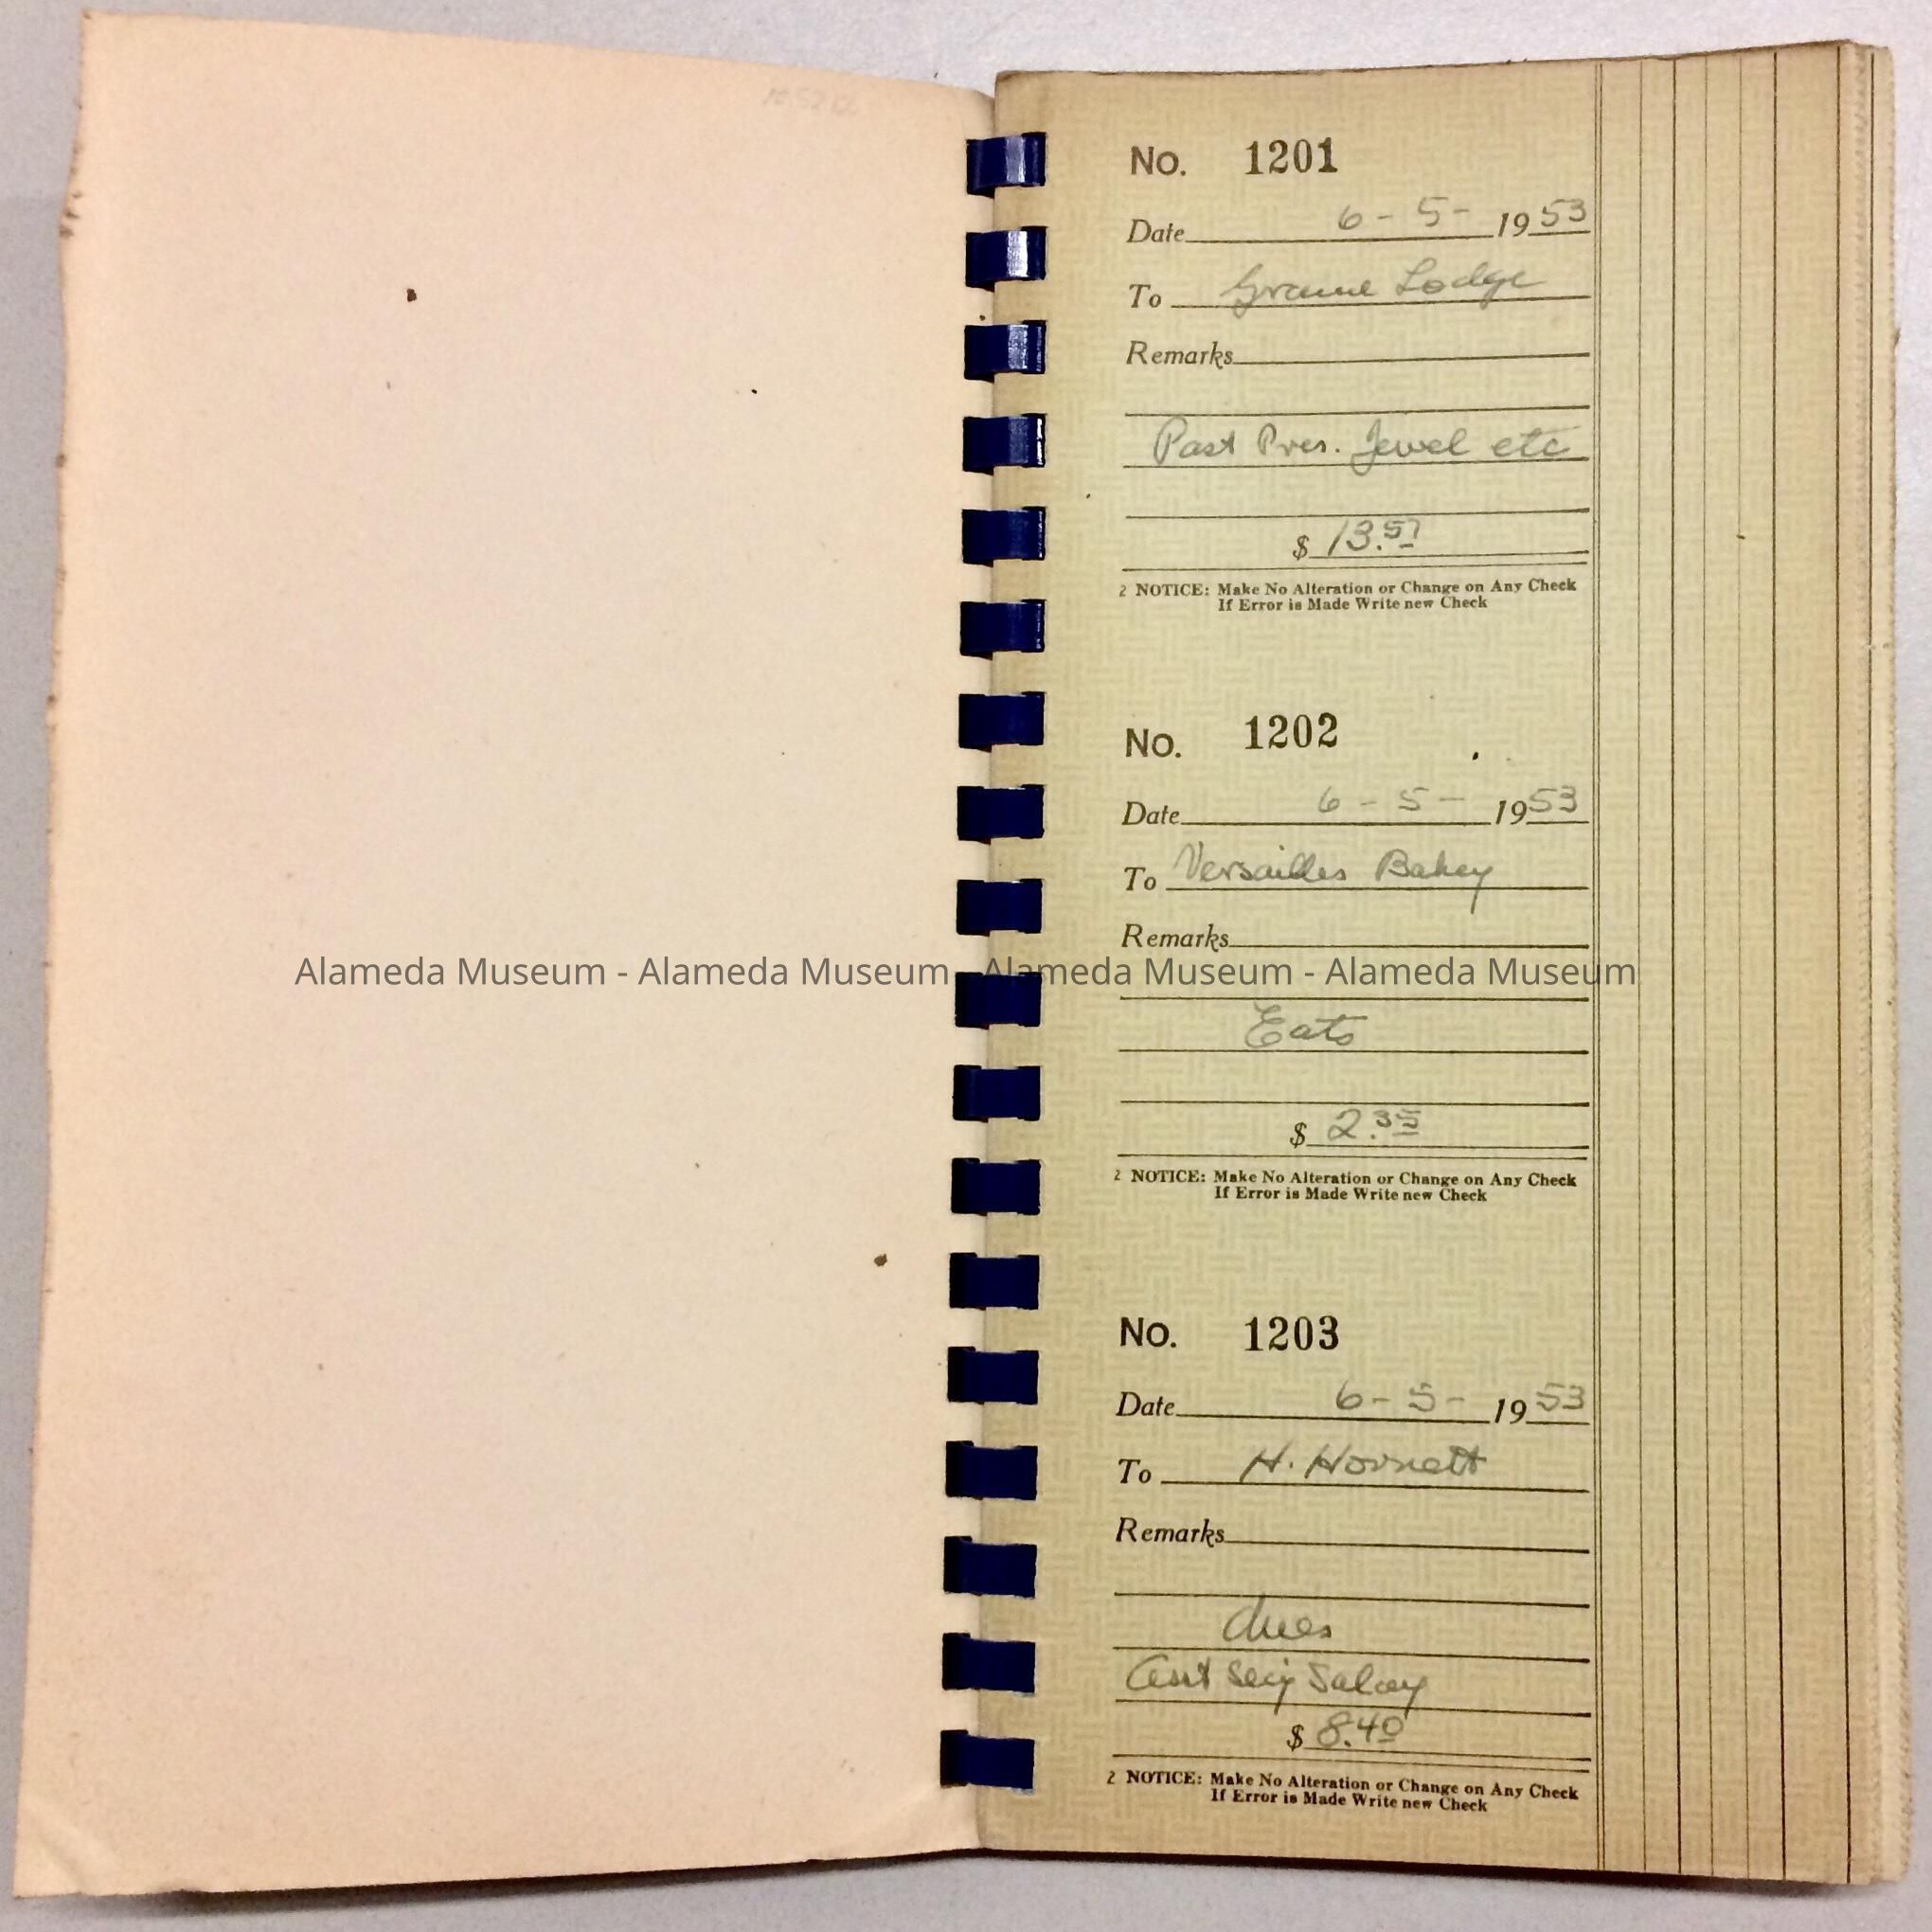 No. 1201
Date 6-5- 1953
To Lodge
Remarks
Past Pres. Jewel etc
$ 13.57
2 NOTICE: Make No Alteration or Change on Any Check
If Error is Made Write new Check
No. 1202
Date 6-5- 1953
To Versailles Bakey
Remarks
Alameda Museum - Alameda Museum - Alameda Museum - Alameda Museum
Eats
$ 2.35
2 NOTICE: Make No Alteration or Change on Any Check
If Error is Made Write new Check
No. 1203
Date 6-5- 1953
To H. Hornett
Remarks
dues
Asst Secy Salary
$ 8.40
2 NOTICE: Make No Alteration or Change on Any Check
If Error is Made Write new Check